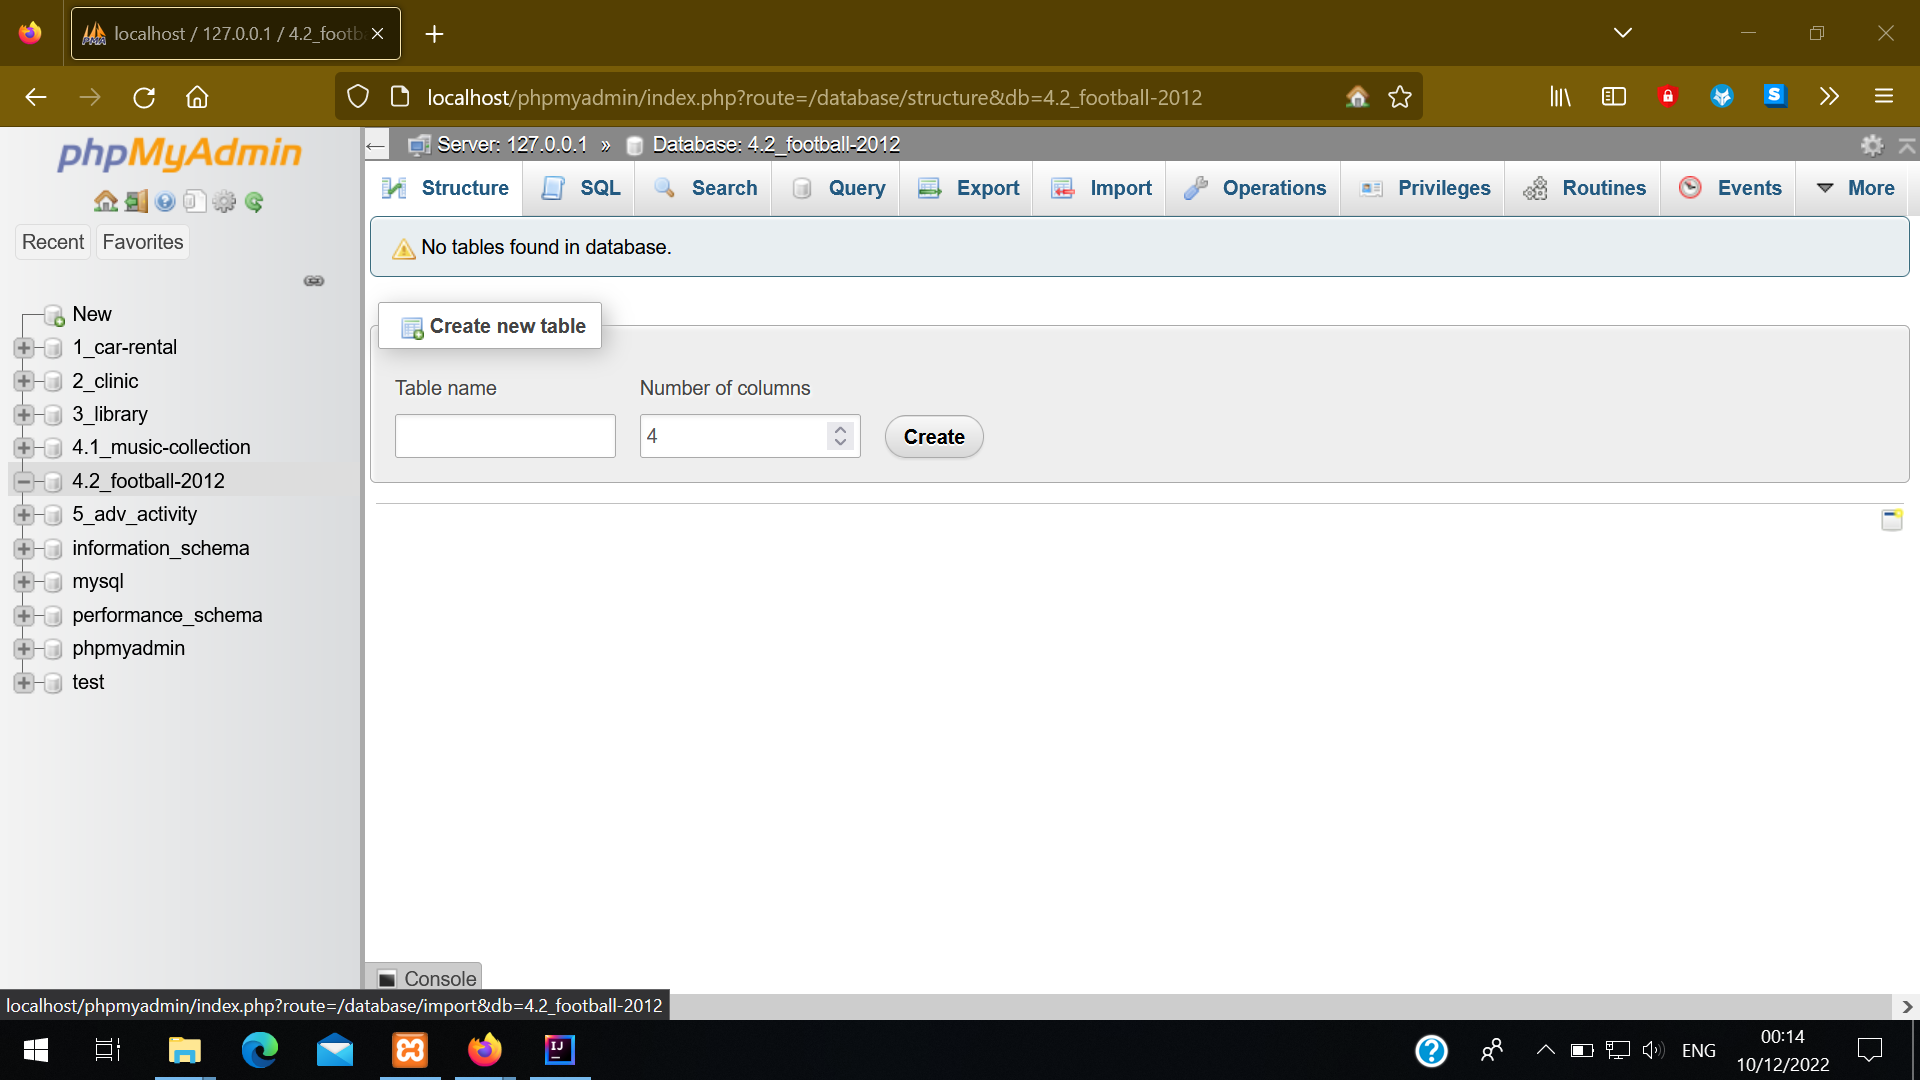 localhost / 127.0.0.1 / 4.2_footb
localhost/phpmyadmin/index.php?route=/database/structure&db=4.2_football-2012
phpMyAdmin
Recent Favorites
New
1_car-rental
2_clinic
3_library
4.1_music-collection
4.2_football-2012
5_adv_activity
information_schema
mysql
performance_schema
phpmyadmin
test
Server: 127.0.0.1 » Database: 4.2_football-2012
Structure SQL Search Query Export Import Operations Privileges Routines Events More
No tables found in database.
Create new table
Table name Number of columns
4 Create
Console
localhost/phpmyadmin/index.php?route=/database/import&db=4.2_football-2012
ENG
00:14
10/12/2022